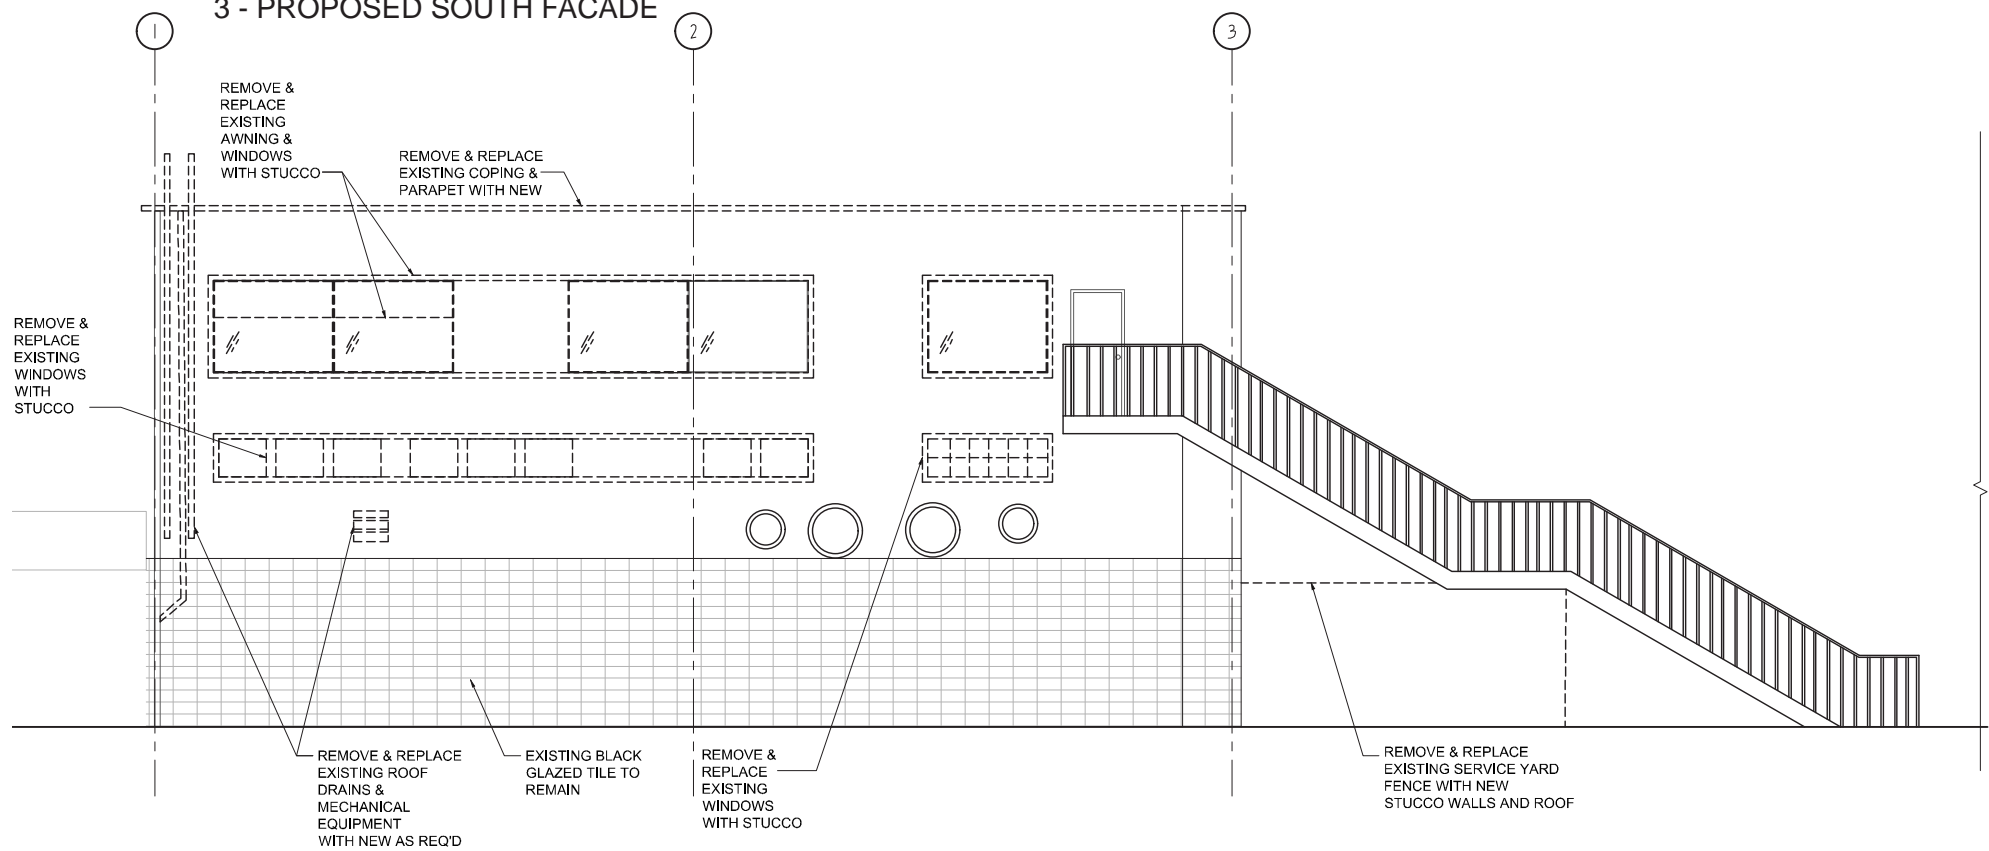 3 - PROPOSED SOUTH FACADE
1
2
3
REMOVE &
REPLACE
EXISTING
AWNING &
WINDOWS
WITH STUCCO
REMOVE & REPLACE
EXISTING COPING &
PARAPET WITH NEW
REMOVE &
REPLACE
EXISTING
WINDOWS
WITH
STUCCO
REMOVE & REPLACE
EXISTING ROOF
DRAINS &
MECHANICAL
EQUIPMENT
WITH NEW AS REQ'D
EXISTING BLACK
GLAZED TILE TO
REMAIN
REMOVE &
REPLACE
EXISTING
WINDOWS
WITH STUCCO
REMOVE & REPLACE
EXISTING SERVICE YARD
FENCE WITH NEW
STUCCO WALLS AND ROOF